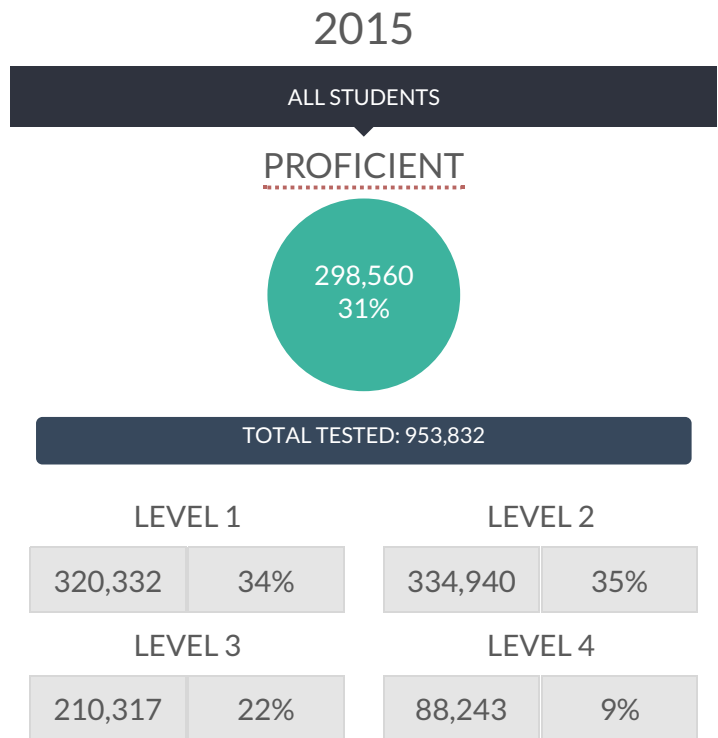 2015
ALL STUDENTS
PROFICIENT
298,560
31%
TOTAL TESTED: 953,832
LEVEL 1
320,332 34%
LEVEL 2
334,940 35%
LEVEL 3
210,317 22%
LEVEL 4
88,243 9%